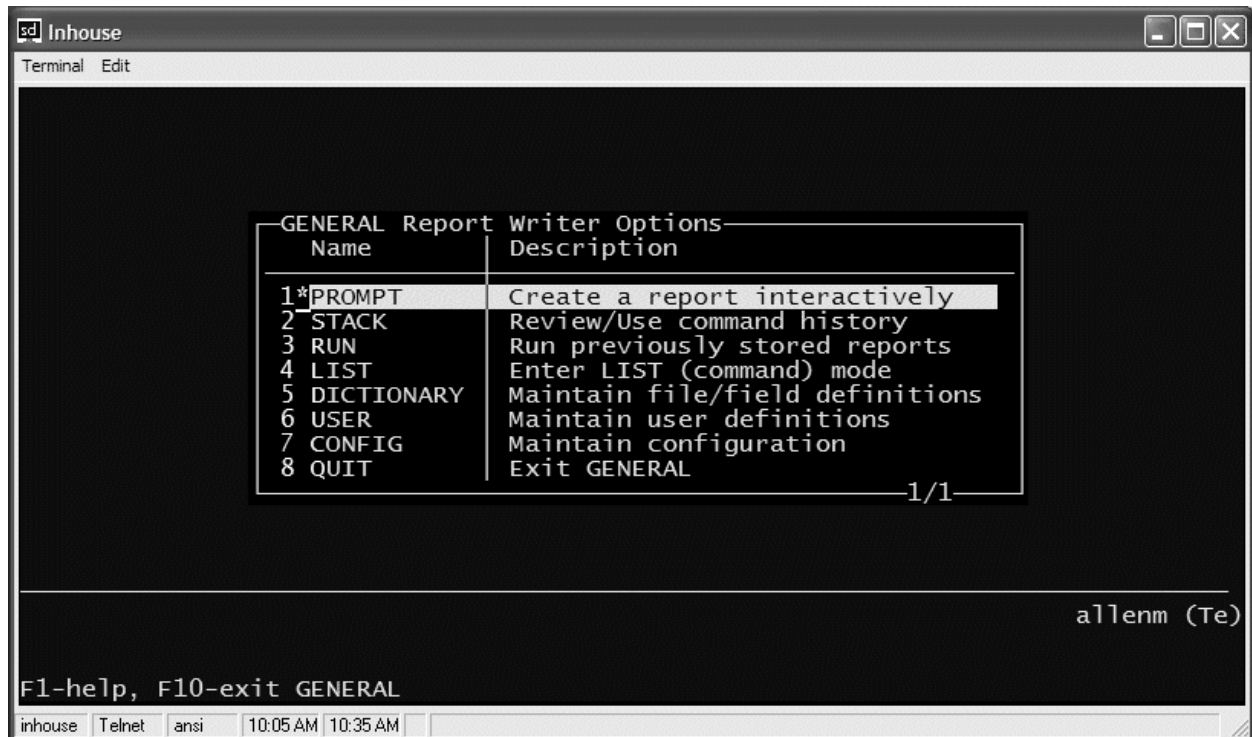 sd Inhouse
Terminal Edit
GENERAL Report Writer Options
Name Description
1*PROMPT Create a report interactively
2 STACK Review/Use command history
3 RUN Run previously stored reports
4 LIST Enter LIST (command) mode
5 DICTIONARY Maintain file/field definitions
6 USER Maintain user definitions
7 CONFIG Maintain configuration
8 QUIT Exit GENERAL
1/1
allenm (Te)
F1-help, F10-exit GENERAL
inhouse Telnet ansi 10:05 AM 10:35 AM